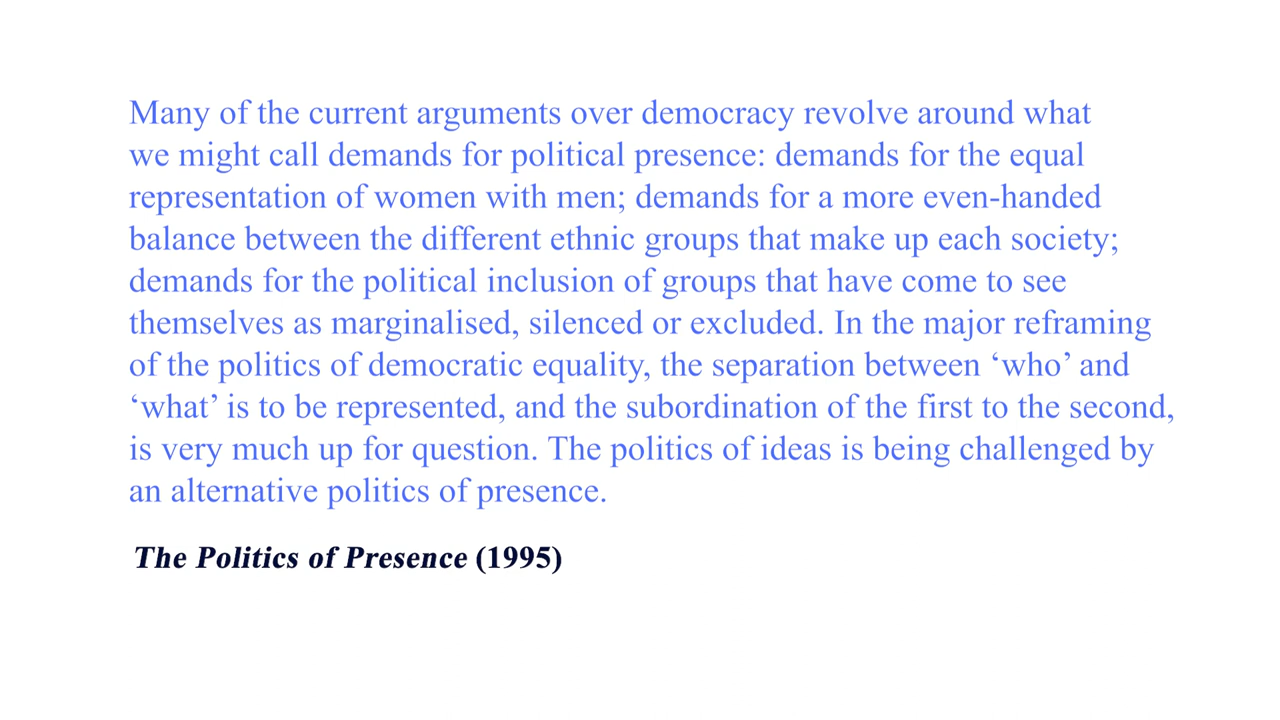 Many of the current arguments over democracy revolve around what
we might call demands for political presence: demands for the equal
representation of women with men; demands for a more even-handed
balance between the different ethnic groups that make up each society;
demands for the political inclusion of groups that have come to see
themselves as marginalised, silenced or excluded. In the major reframing
of the politics of democratic equality, the separation between ‘who’ and
‘what’ is to be represented, and the subordination of the first to the second,
is very much up for question. The politics of ideas is being challenged by
an alternative politics of presence.
The Politics of Presence (1995)